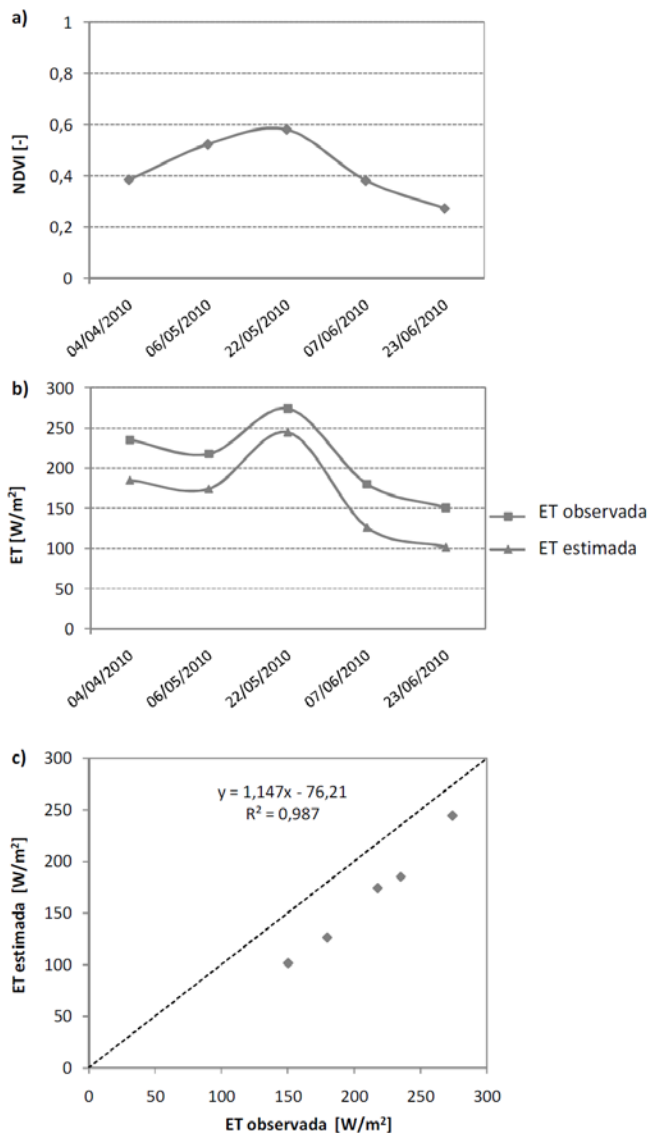 a)
1
0,8
0,6
0,4
0,2
0
NDVI [-]
04/04/2010
06/05/2010
22/05/2010
07/06/2010
23/06/2010
b)
300
250
200
150
100
50
0
ET [W/m²]
ET observada
ET estimada
04/04/2010
06/05/2010
22/05/2010
07/06/2010
23/06/2010
c)
300
250
200
150
100
50
0
ET estimada [W/m²]
y = 1,147x - 76,21
R² = 0,987
0 50 100 150 200 250 300
ET observada [W/m²]